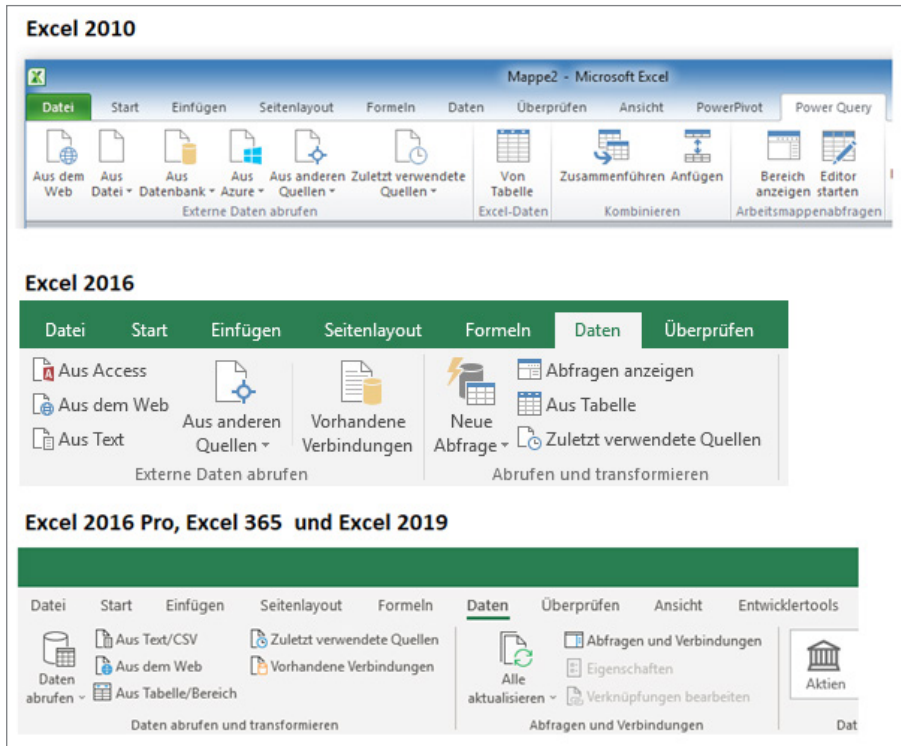 Excel 2010
Mappe2 - Microsoft Excel
Datei Start Einfügen Seitenlayout Formeln Daten Überprüfen Ansicht PowerPivot Power Query
Aus dem Web
Aus Datei
Aus Datenbank
Aus Azure
Aus anderen Quellen
Zuletzt verwendete Quellen
Externe Daten abrufen
Von Tabelle
Excel-Daten
Zusammenführen
Anfügen
Kombinieren
Bereich anzeigen
Editor starten
Arbeitsmappenabfragen
Excel 2016
Datei Start Einfügen Seitenlayout Formeln Daten Überprüfen
Aus Access
Aus dem Web
Aus Text
Aus anderen
Quellen
Vorhandene
Verbindungen
Externe Daten abrufen
Neue
Abfrage
Abfragen anzeigen
Aus Tabelle
Zuletzt verwendete Quellen
Abrufen und transformieren
Excel 2016 Pro, Excel 365 und Excel 2019
Datei Start Einfügen Seitenlayout Formeln Daten Überprüfen Ansicht Entwicklertools
Daten
abrufen
Aus Text/CSV
Aus dem Web
Aus Tabelle/Bereich
Zuletzt verwendete Quellen
Vorhandene Verbindungen
Daten abrufen und transformieren
Alle
aktualisieren
Abfragen und Verbindungen
Eigenschaften
Verknüpfungen bearbeiten
Abfragen und Verbindungen
Aktien
Dat